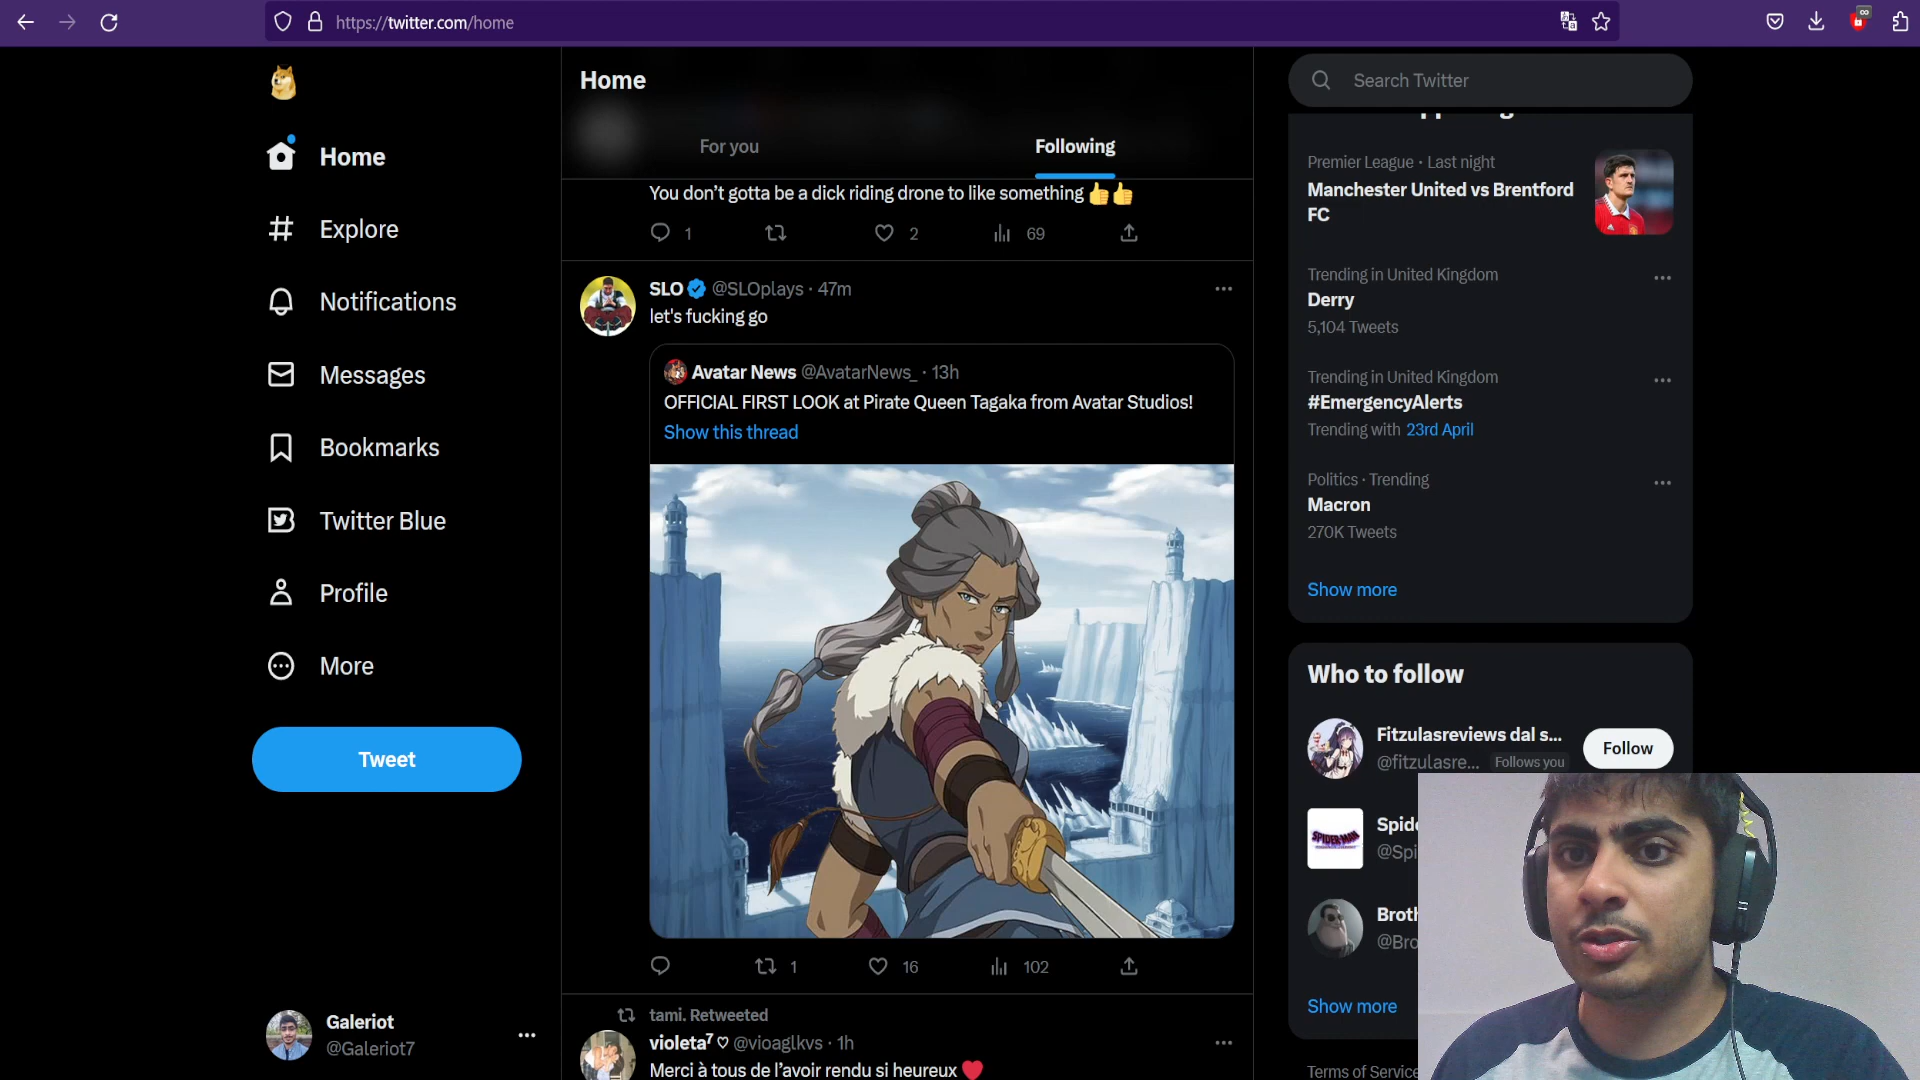 https://twitter.com/home
Home
Explore
Notifications
Messages
Bookmarks
Twitter Blue
Profile
More
Tweet
Galeriot
@Galeriot7
Home
For you
Following
You don’t gotta be a dick riding drone to like something 👍👍
1
2
69
SLO @SLOplays · 47m
let's fucking go
Avatar News @AvatarNews_ · 13h
OFFICIAL FIRST LOOK at Pirate Queen Tagaka from Avatar Studios!
Show this thread
1
16
102
tami. Retweeted
violeta⁷ ♡ @vioaglkvs · 1h
Merci à tous de l’avoir rendu si heureux ❤️
Search Twitter
Premier League · Last night
Manchester United vs Brentford
FC
Trending in United Kingdom
Derry
5,104 Tweets
Trending in United Kingdom
#EmergencyAlerts
Trending with 23rd April
Politics · Trending
Macron
270K Tweets
Show more
Who to follow
Fitzulasreviews dal s...
@fitzulasre... Follows you
Follow
SPIDER-MAN
Spide
@Spi
Broth
@Bro
Show more
Terms of Service